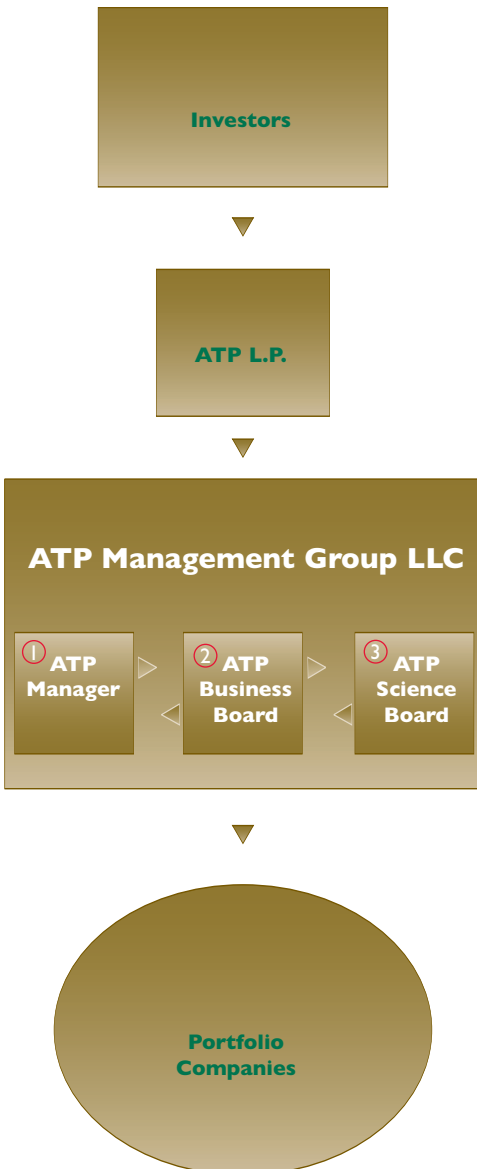 Investors
ATP L.P.
ATP Management Group LLC
1
ATP
Manager
2
ATP
Business
Board
3
ATP
Science
Board
Portfolio
Companies